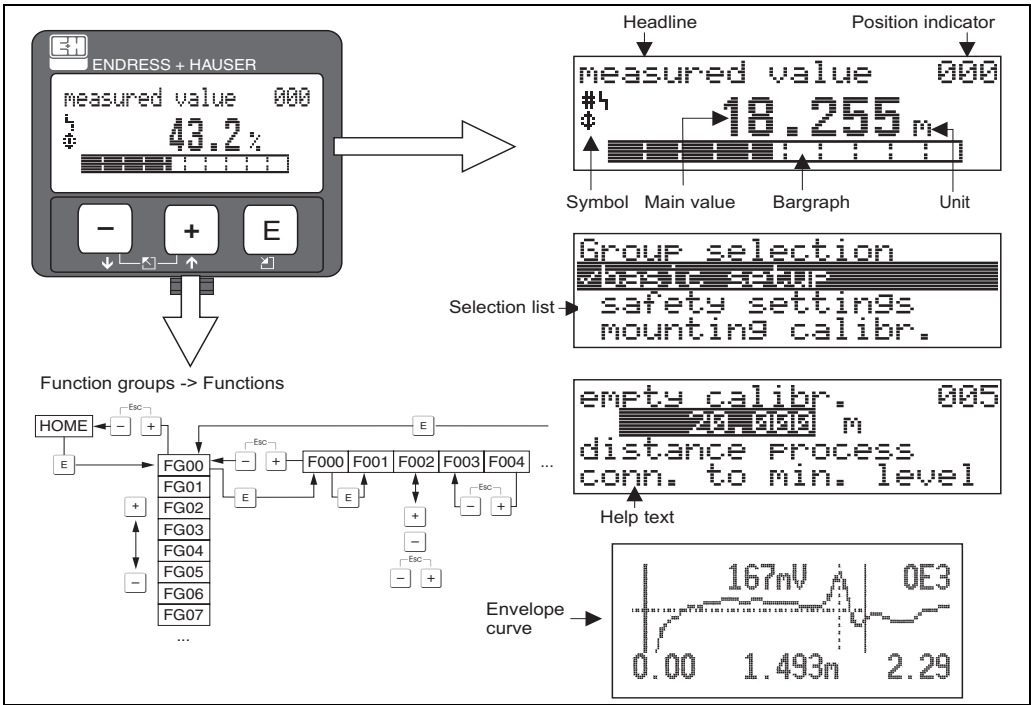 ENDRESS + HAUSER
measured value 000
43.2 %
− + E
Function groups -> Functions
HOME
Esc
− +
E
FG00
FG01
FG02
FG03
FG04
FG05
FG06
FG07
...
+
−
E
Esc
− +
E
F000 F001 F002 F003 F004 ...
E
+
−
Esc
− +
Esc
− +
Headline
Position indicator
measured value 000
18.255 m
Symbol Main value Bargraph Unit
Group selection
basic setup
safety settings
mounting calibr.
Selection list
empty calibr. 005
20.000 m
distance process
conn. to min. level
Help text
167mV 0E3
Envelope
curve
0.00 1.493m 2.29